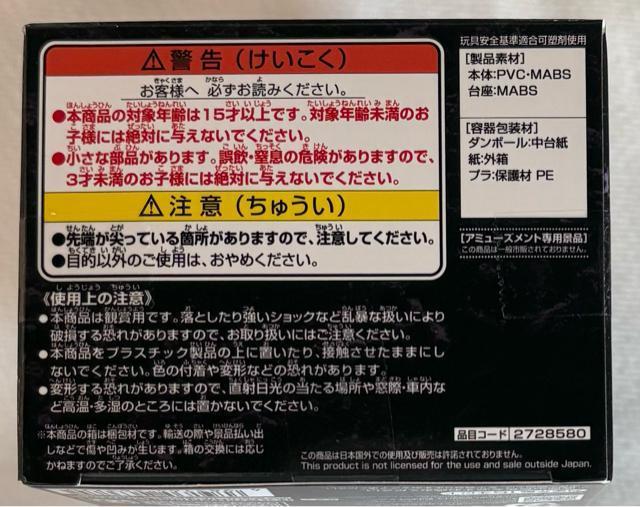 ⚠警告(けいこく)
お客様へ 必ずお読みください。
●本商品の対象年齢は15才以上です。対象年齢未満のお
子様には絶対に与えないでください。
●小さな部品があります。誤飲・窒息の危険がありますので、
3才未満のお子様には絶対に与えないでください。
⚠注意(ちゅうい)
●先端が尖っている箇所がありますので、注意してください。
●目的以外のご使用は、おやめください。
《使用上の注意》
●本商品は観賞用です。落としたり強いショックなど乱暴な扱いにより
破損する恐れがありますので、お取り扱いにはご注意ください。
●本商品をプラスチック製品の上に置いたり、接触させたままにし
ないでください。色の付着や変形などの恐れがあります。
●変形する恐れがありますので、直射日光の当たる場所や窓際・車内な
ど高温・多湿のところには置かないでください。
※本商品の箱は梱包材です。輸送の際や景品払い出
しなどで傷や凹みが生じます。箱の交換には応じ
かねますのでご了承ください。
玩具安全基準適合可塑剤使用
[製品素材]
本体:PVC・MABS
台座:MABS
[容器包装材]
ダンボール:中台紙
紙:外箱
プラ:保護材 PE
[アミューズメント専用景品]
この商品は一般市販されておりません。
品目コード 2728580
この商品は日本国外での使用及び販売は許諾されておりません。
This product is not licensed for the use and sale outside Japan.